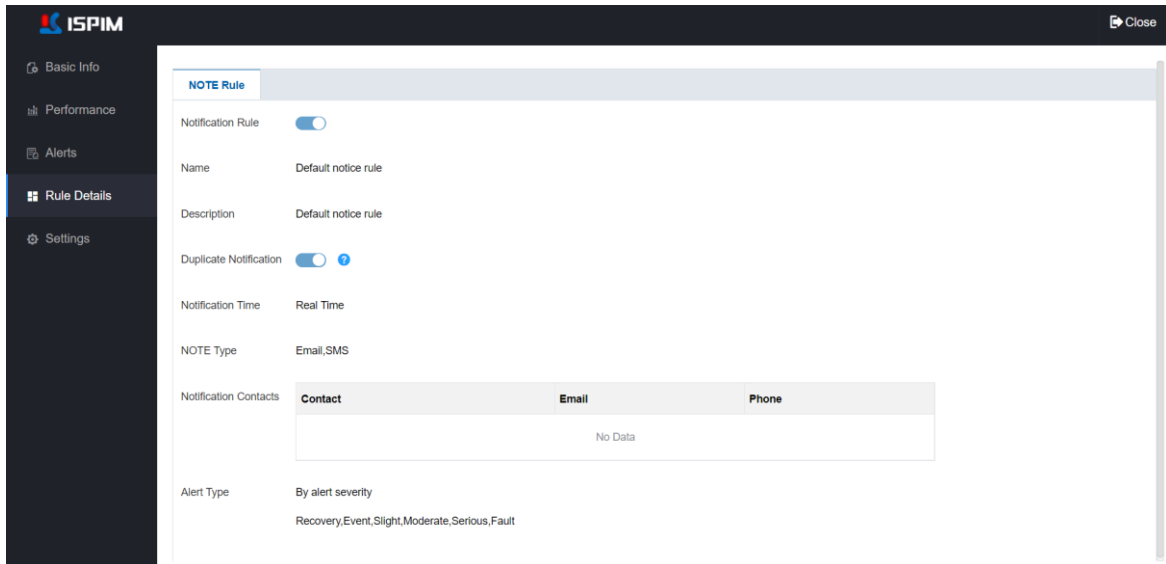 ISPIM
Close
Basic Info
Performance
Alerts
Rule Details
Settings
NOTE Rule
Notification Rule
Name Default notice rule
Description Default notice rule
Duplicate Notification ?
Notification Time Real Time
NOTE Type Email,SMS
Notification Contacts
Contact Email Phone
No Data
Alert Type By alert severity
Recovery,Event,Slight,Moderate,Serious,Fault